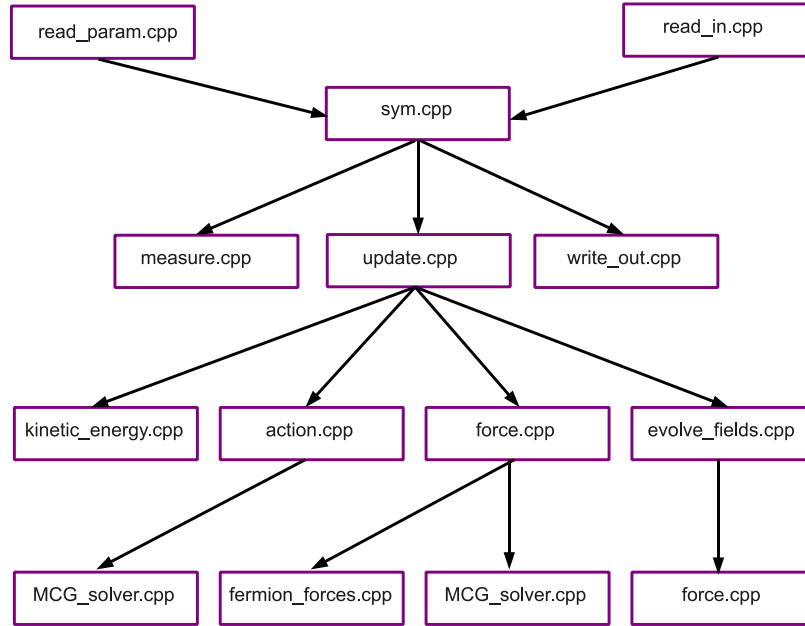 read_param.cpp
read_in.cpp
sym.cpp
measure.cpp
update.cpp
write_out.cpp
kinetic_energy.cpp
action.cpp
force.cpp
evolve_fields.cpp
MCG_solver.cpp
fermion_forces.cpp
MCG_solver.cpp
force.cpp